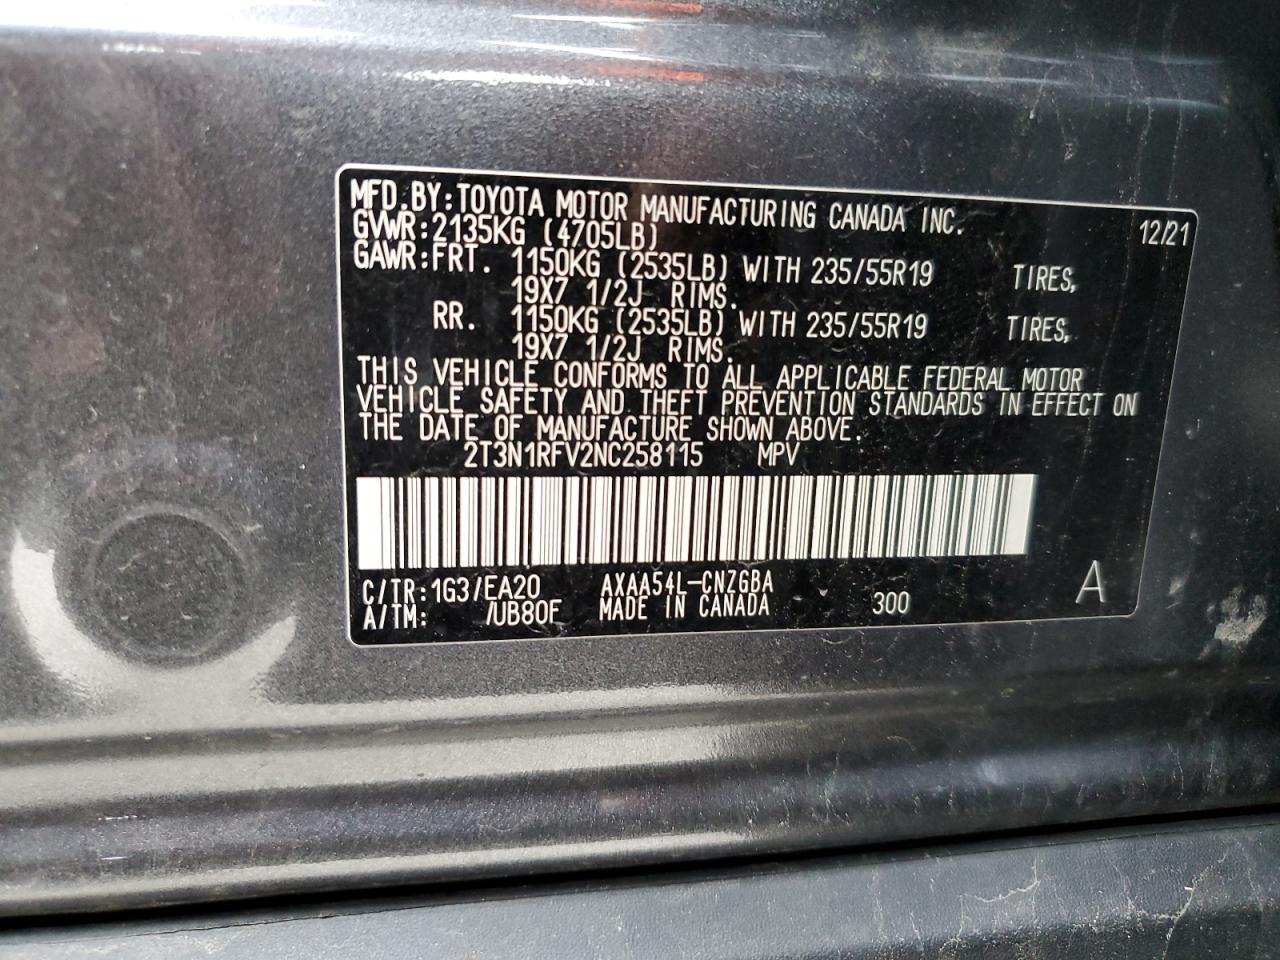 MFD.BY:TOYOTA MOTOR MANUFACTURING CANADA INC. 12/21
GVWR:2135KG (4705LB)
GAWR:FRT. 1150KG (2535LB) WITH 235/55R19 TIRES,
19X7 1/2J RIMS.
RR. 1150KG (2535LB) WITH 235/55R19 TIRES,
19X7 1/2J RIMS.
THIS VEHICLE CONFORMS TO ALL APPLICABLE FEDERAL MOTOR
VEHICLE SAFETY AND THEFT PREVENTION STANDARDS IN EFFECT ON
THE DATE OF MANUFACTURE SHOWN ABOVE.
2T3N1RFV2NC258115 MPV
C/TR:1G3/EA20 AXAA54L-CNZGBA
A/TM: /UB80F MADE IN CANADA 300 A